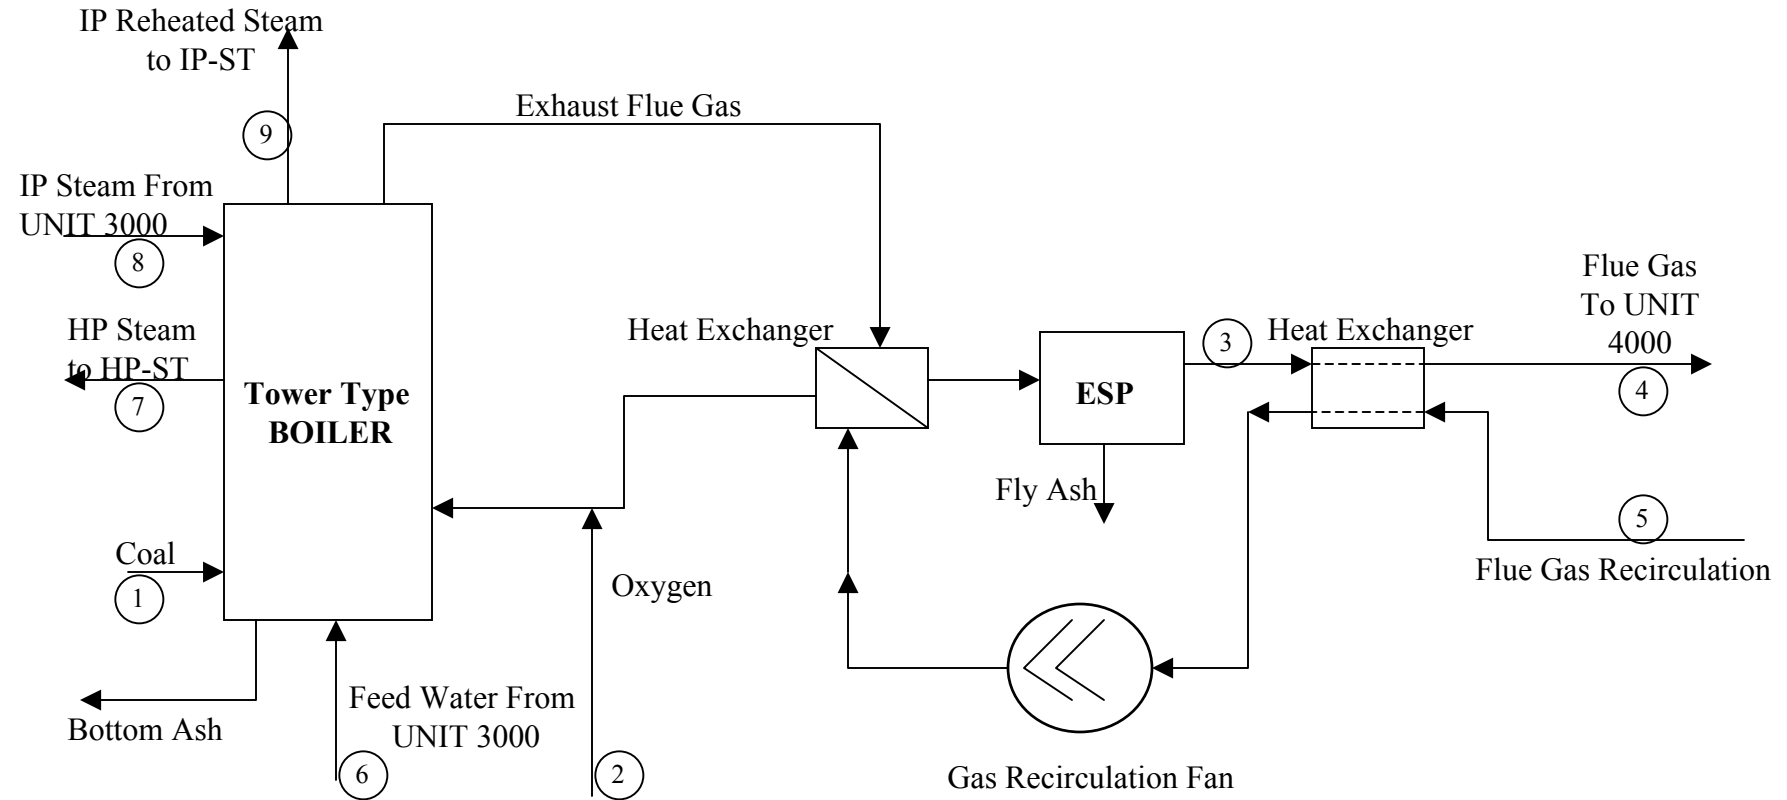 IP Reheated Steam
to IP-ST
9
Exhaust Flue Gas
IP Steam From
UNIT 3000
8
HP Steam
to HP-ST
7
Tower Type
BOILER
Heat Exchanger
ESP
3
Heat Exchanger
Flue Gas
To UNIT
4000
4
Fly Ash
5
Flue Gas Recirculation
Coal
1
Oxygen
Bottom Ash
Feed Water From
UNIT 3000
6
2
Gas Recirculation Fan